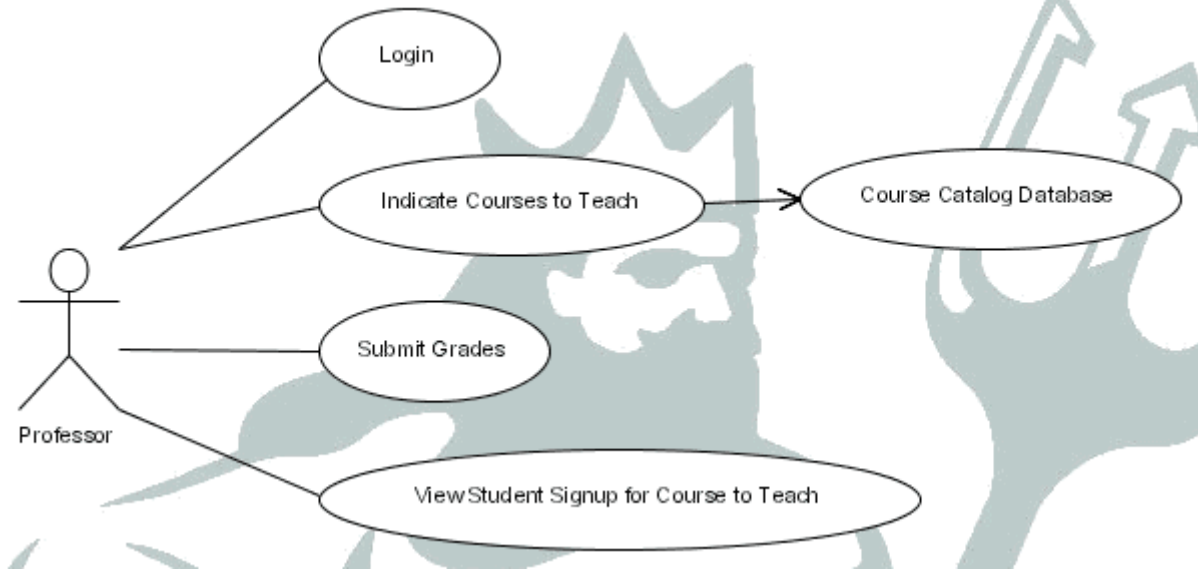 Login
Indicate Courses to Teach
Course Catalog Database
Submit Grades
Professor
View Student Signup for Course to Teach